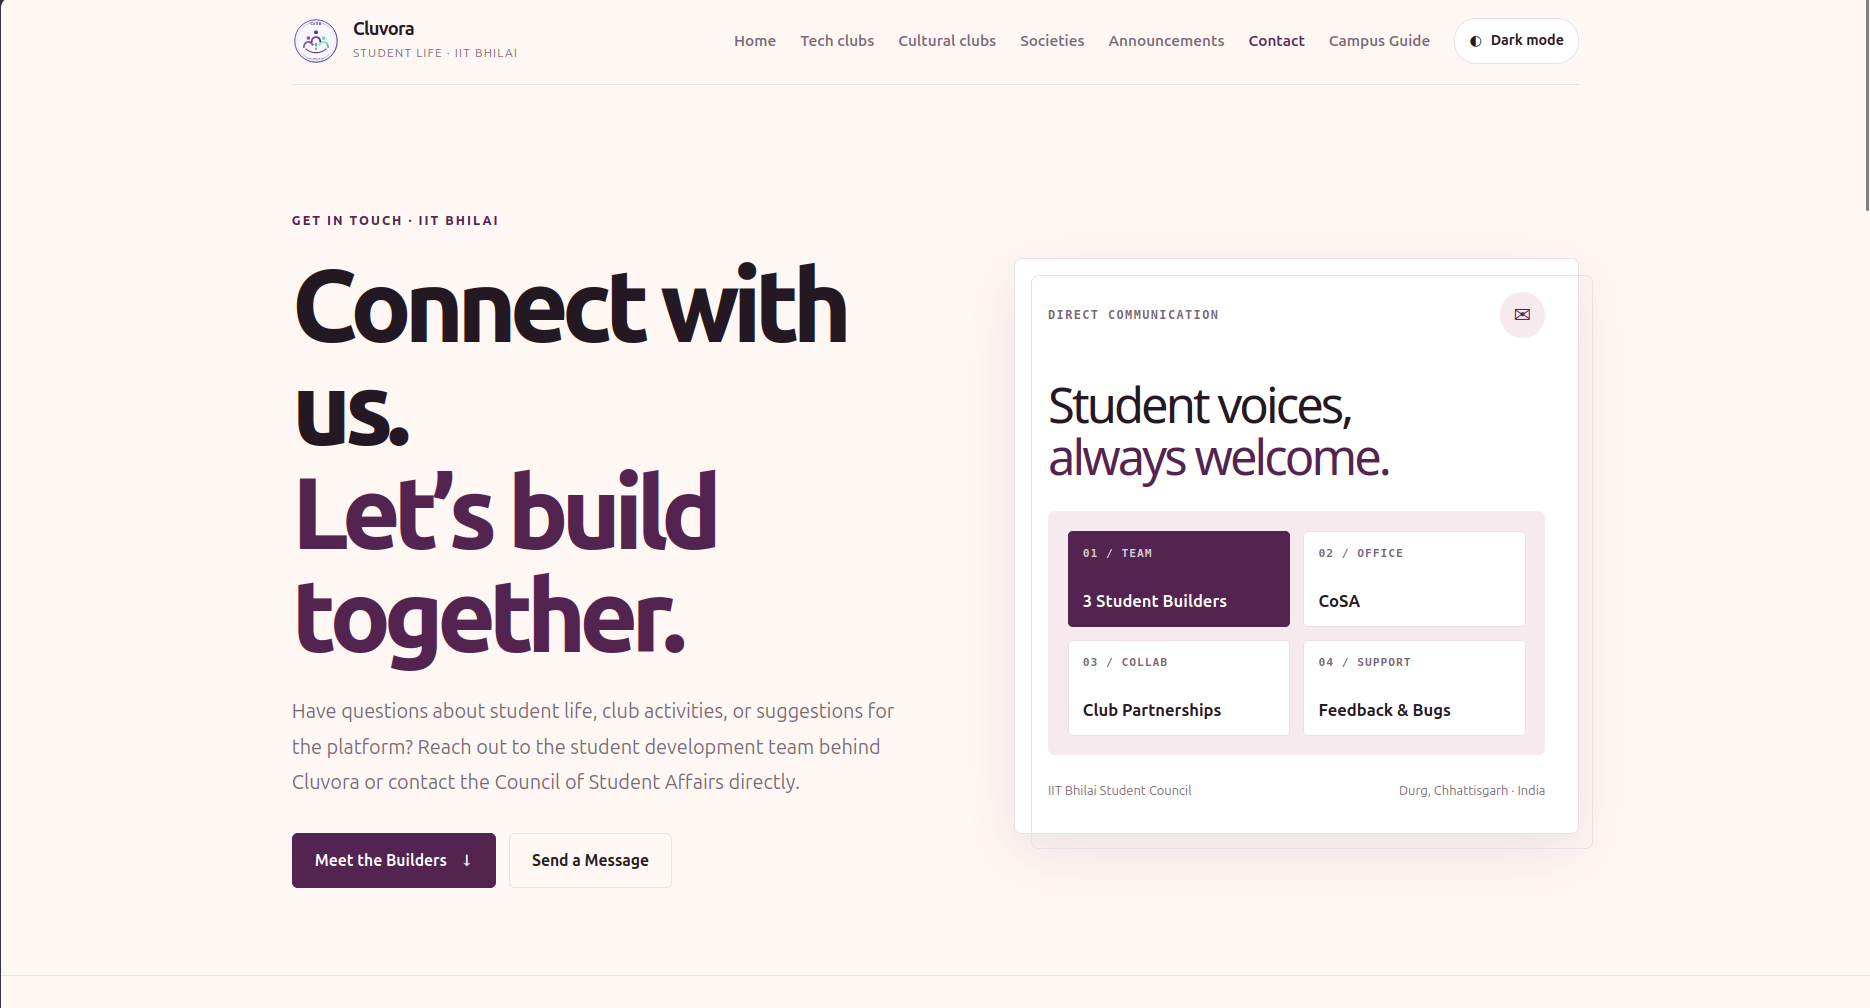 Cluvora
STUDENT LIFE · IIT BHILAI
Home
Tech clubs
Cultural clubs
Societies
Announcements
Contact
Campus Guide
Dark mode
GET IN TOUCH · IIT BHILAI
Connect with
us.
Let’s build
together.
Have questions about student life, club activities, or suggestions for
the platform? Reach out to the student development team behind
Cluvora or contact the Council of Student Affairs directly.
Meet the Builders ↓
Send a Message
DIRECT COMMUNICATION
Student voices,
always welcome.
01 / TEAM
3 Student Builders
02 / OFFICE
CoSA
03 / COLLAB
Club Partnerships
04 / SUPPORT
Feedback & Bugs
IIT Bhilai Student Council
Durg, Chhattisgarh · India